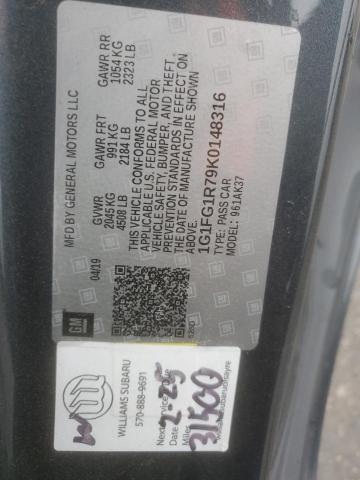 MFD BY GENERAL MOTORS LLC
04/19
GVWR
2045 KG
4508 LB
GAWR FRT
991 KG
2184 LB
GAWR RR
1054 KG
2323 LB
THIS VEHICLE CONFORMS TO ALL
APPLICABLE U.S. FEDERAL MOTOR
VEHICLE SAFETY, BUMPER, AND THEFT
PREVENTION STANDARDS IN EFFECT ON
THE DATE OF MANUFACTURE SHOWN
ABOVE.
1G1FG1R79K0148316
TYPE: PASS CAR
MODEL: 961AK37
GM
W
WILLIAMS SUBARU
570-888-9691
Next Service Due
Date 2-25
Miles 31500